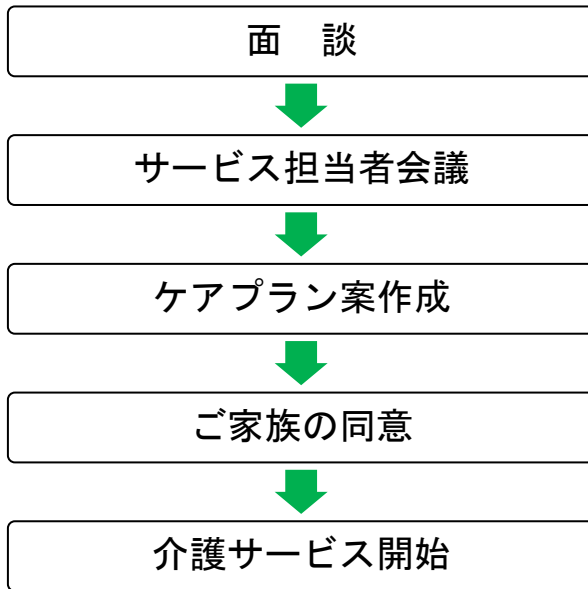 面　談
サービス担当者会議
ケアプラン案作成
ご家族の同意
介護サービス開始